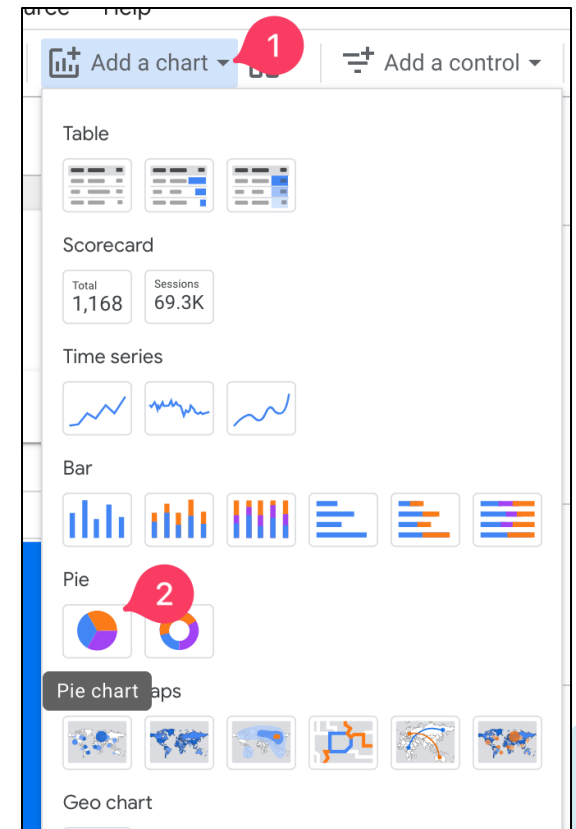 Help
Add a chart
1
Add a control
Table
Scorecard
Total
1,168
Sessions
69.3K
Time series
Bar
Pie
2
Pie chart
aps
Geo chart